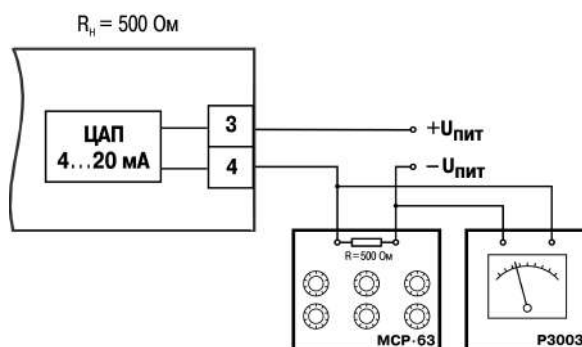 Rн = 500 Ом
ЦАП
4...20 мА
3
4
+Uпит
−Uпит
R=500 Ом
МСР-63
Р3003